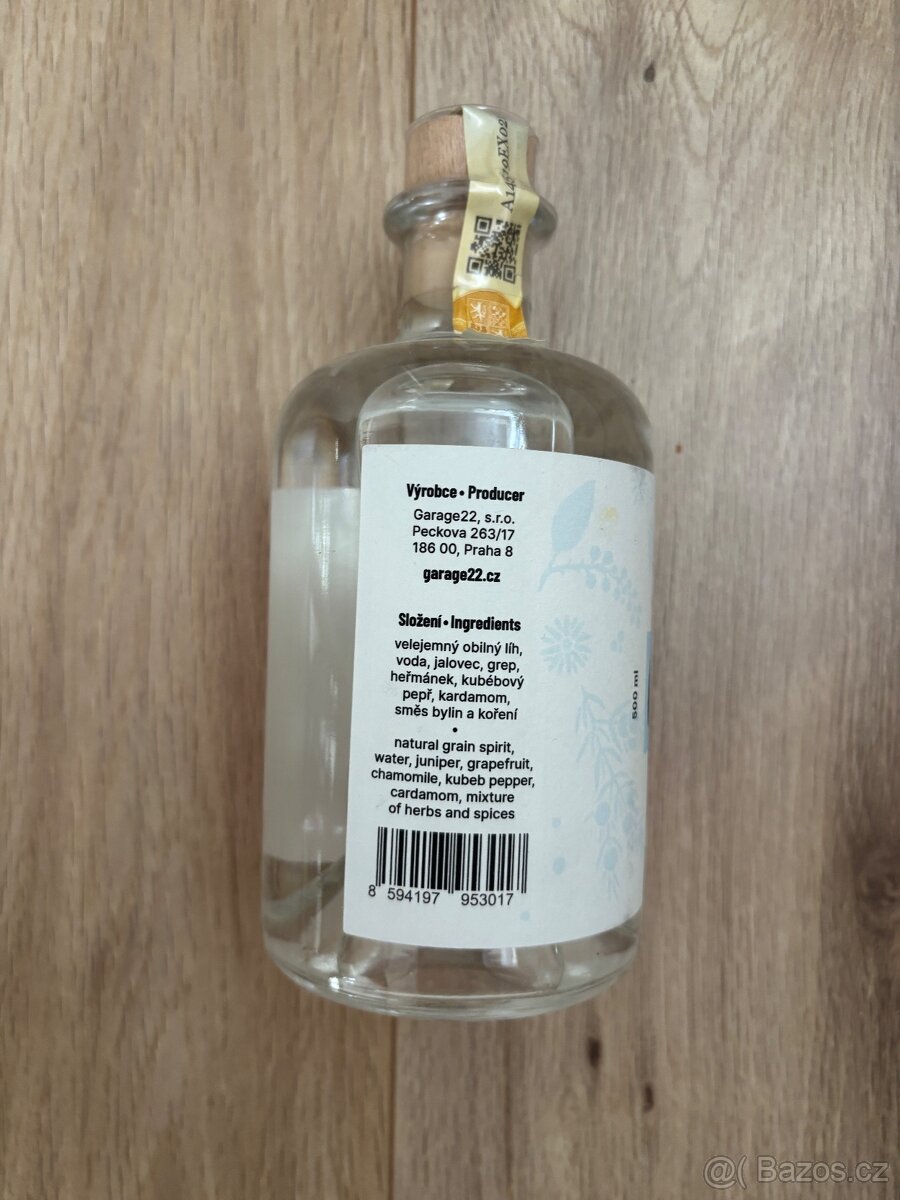 Výrobce • Producer
Garage22, s.r.o.
Peckova 263/17
186 00, Praha 8
garage22.cz
Složení • Ingredients
velejemný obilný líh,
voda, jalovec, grep,
heřmánek, kubébový
pepř, kardamom,
směs bylin a koření
•
natural grain spirit,
water, juniper, grapefruit,
chamomile, kubeb pepper,
cardamom, mixture
of herbs and spices
8 594197 953017
500 ml
@( Bazos.cz